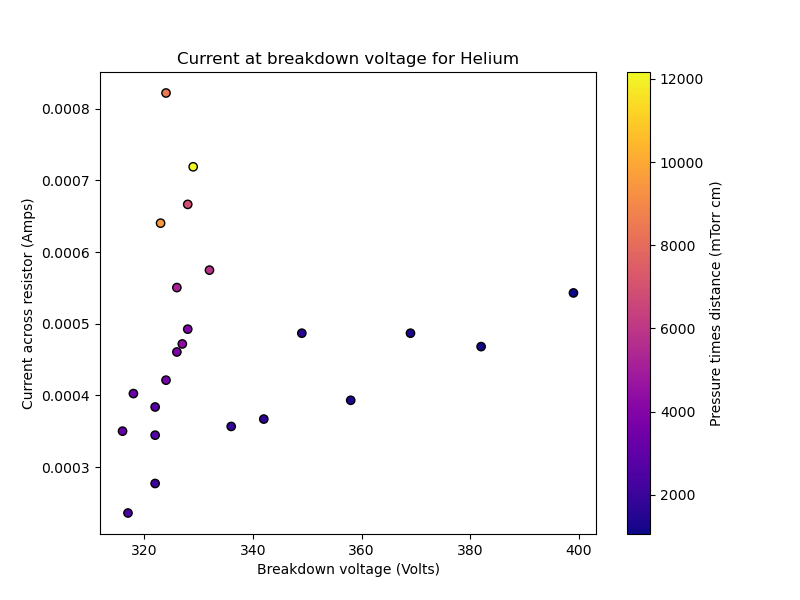 Current at breakdown voltage for Helium
Current across resistor (Amps)
0.0008
0.0007
0.0006
0.0005
0.0004
0.0003
320 340 360 380 400
Breakdown voltage (Volts)
12000
10000
8000
6000
4000
2000
Pressure times distance (mTorr cm)